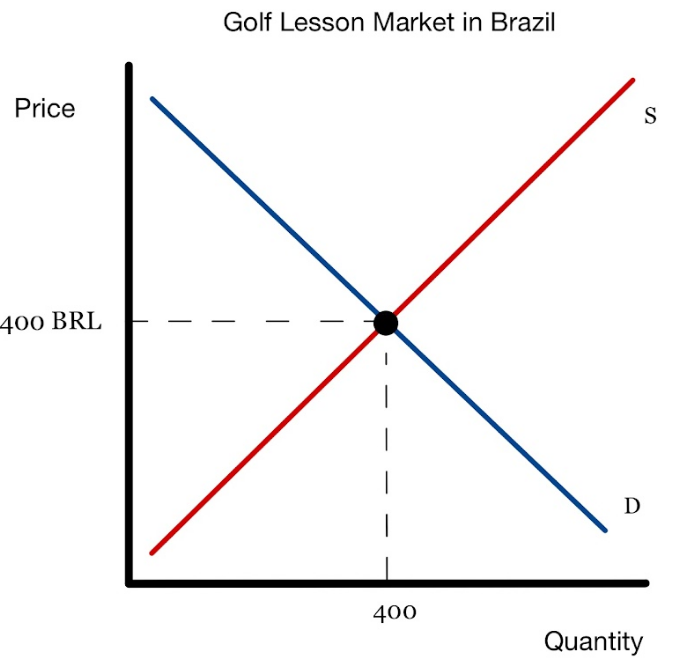 Golf Lesson Market in Brazil
Price
S
400 BRL
D
400
Quantity